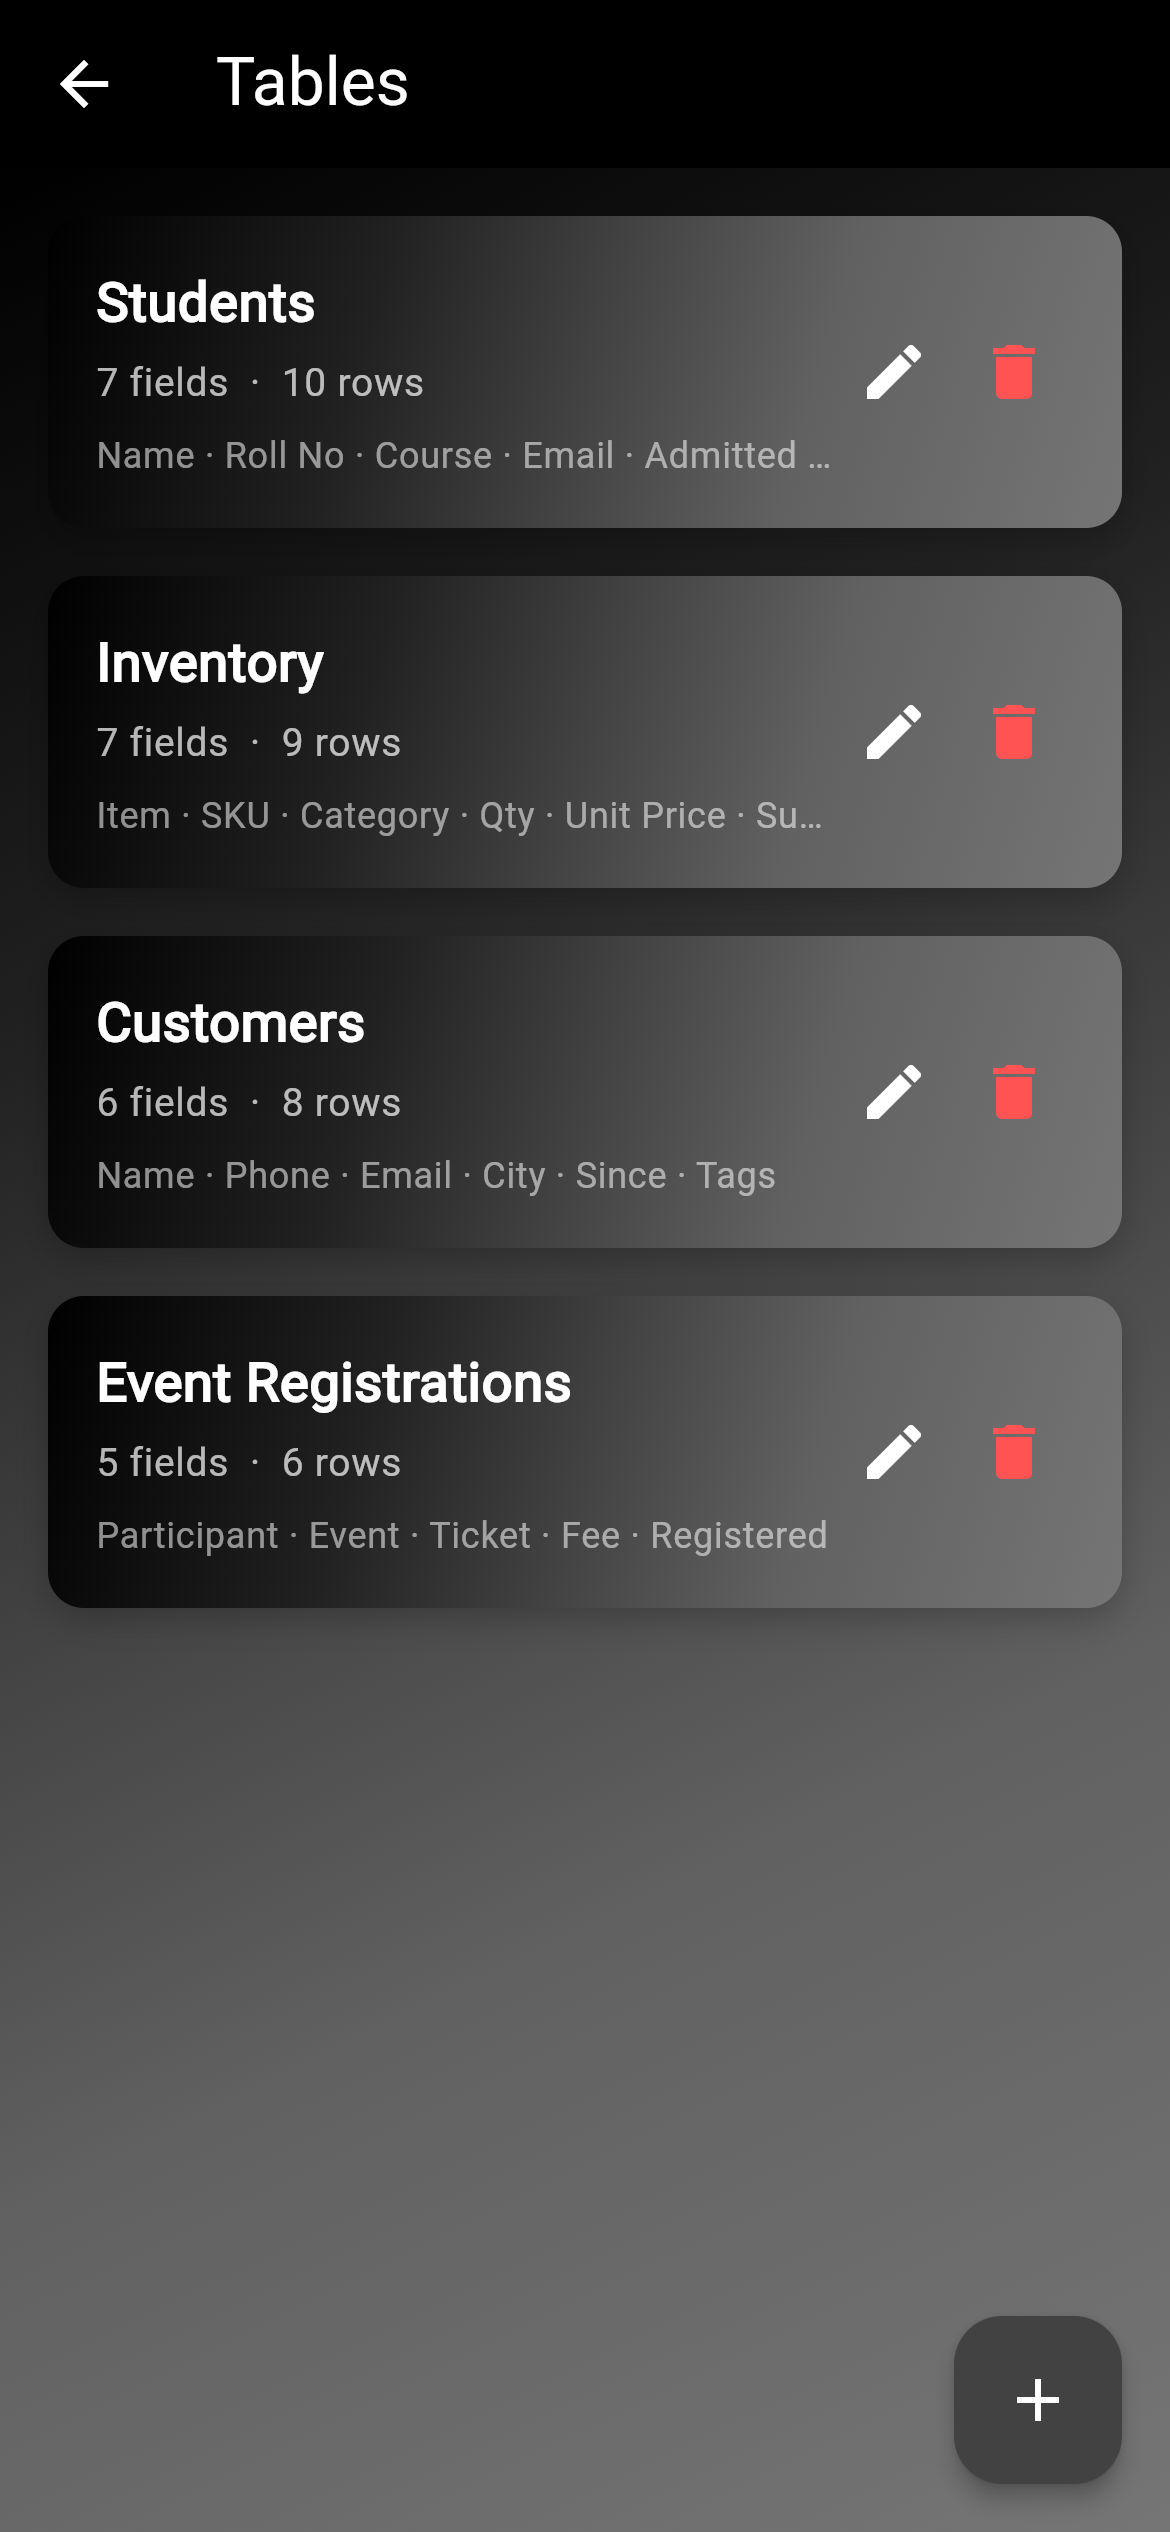 Tables
Students
7 fields · 10 rows
Name · Roll No · Course · Email · Admitted ...
Inventory
7 fields · 9 rows
Item · SKU · Category · Qty · Unit Price · Su...
Customers
6 fields · 8 rows
Name · Phone · Email · City · Since · Tags
Event Registrations
5 fields · 6 rows
Participant · Event · Ticket · Fee · Registered